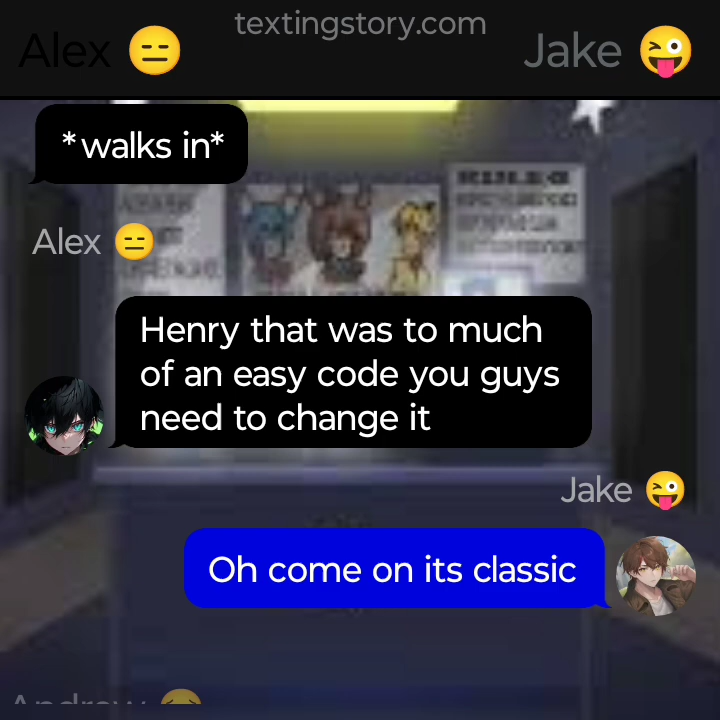 textingstory.com
Alex 😑
Jake 😜
*walks in*
Alex 😑
Henry that was to much
of an easy code you guys
need to change it
Jake 😜
Oh come on its classic
Andrew